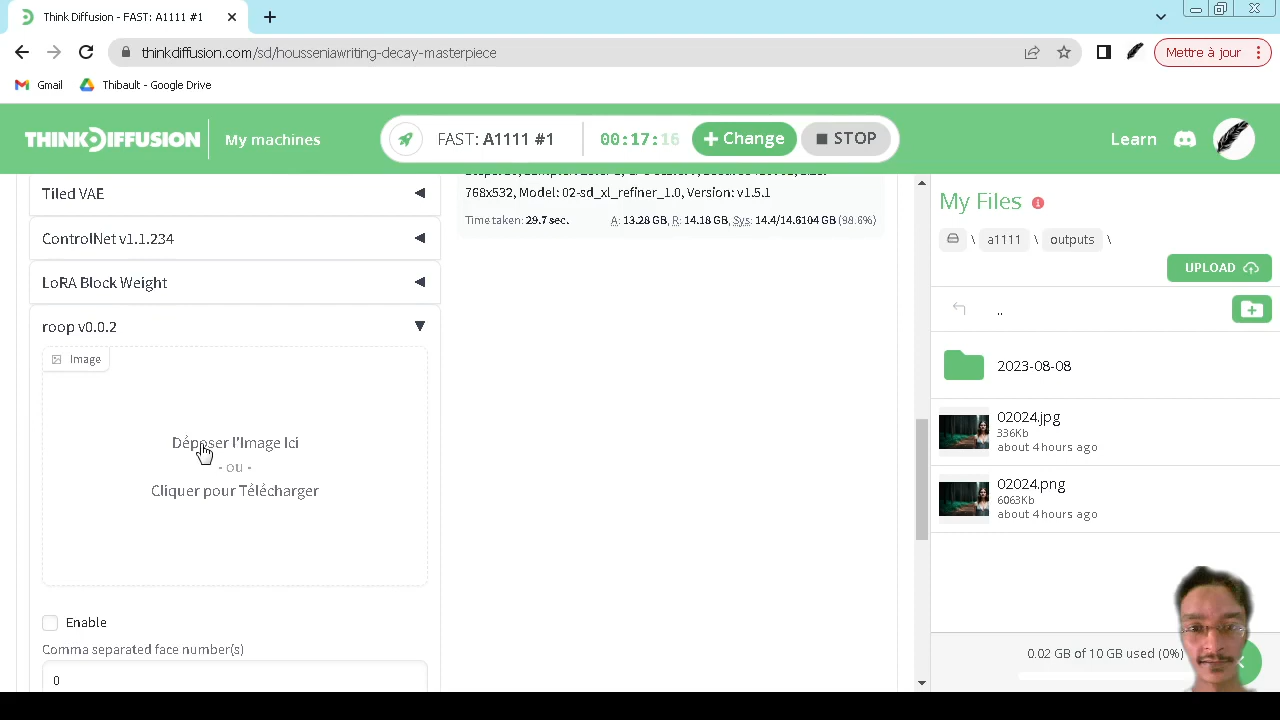 Think Diffusion - FAST: A1111 #1
thinkdiffusion.com/sd/housseniawriting-decay-masterpiece
Mettre à jour
Gmail
Thibault - Google Drive
THINKDIFFUSION
My machines
FAST: A1111 #1
00:17:16
Change
STOP
Learn
Tiled VAE
ControlNet v1.1.234
LoRA Block Weight
roop v0.0.2
Image
Déposer l'Image Ici
- ou -
Cliquer pour Télécharger
Enable
Comma separated face number(s)
0
768x532, Model: 02-sd_xl_refiner_1.0, Version: v1.5.1
Time taken: 29.7 sec.
A: 13.28 GB, R: 14.18 GB, Sys: 14.4/14.6104 GB (98.6%)
My Files
\ a1111 \ outputs \
UPLOAD
..
2023-08-08
02024.jpg
336Kb
about 4 hours ago
02024.png
6063Kb
about 4 hours ago
0.02 GB of 10 GB used (0%)